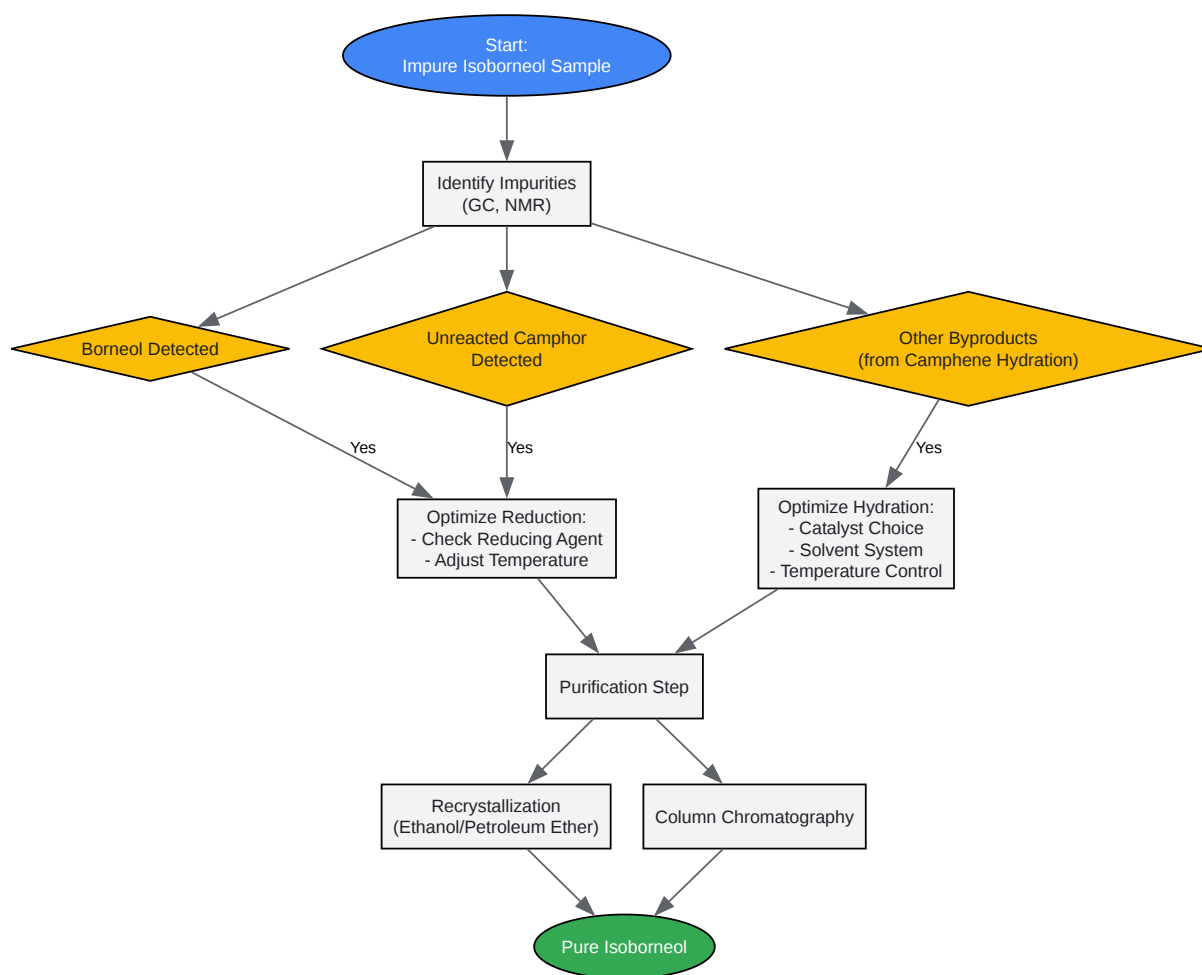 Start:
Impure Isoborneol Sample
Identify Impurities
(GC, NMR)
Borneol Detected
Unreacted Camphor
Detected
Other Byproducts
(from Camphene Hydration)
Yes
Yes
Yes
Optimize Reduction:
- Check Reducing Agent
- Adjust Temperature
Optimize Hydration:
- Catalyst Choice
- Solvent System
- Temperature Control
Purification Step
Recrystallization
(Ethanol/Petroleum Ether)
Column Chromatography
Pure Isoborneol